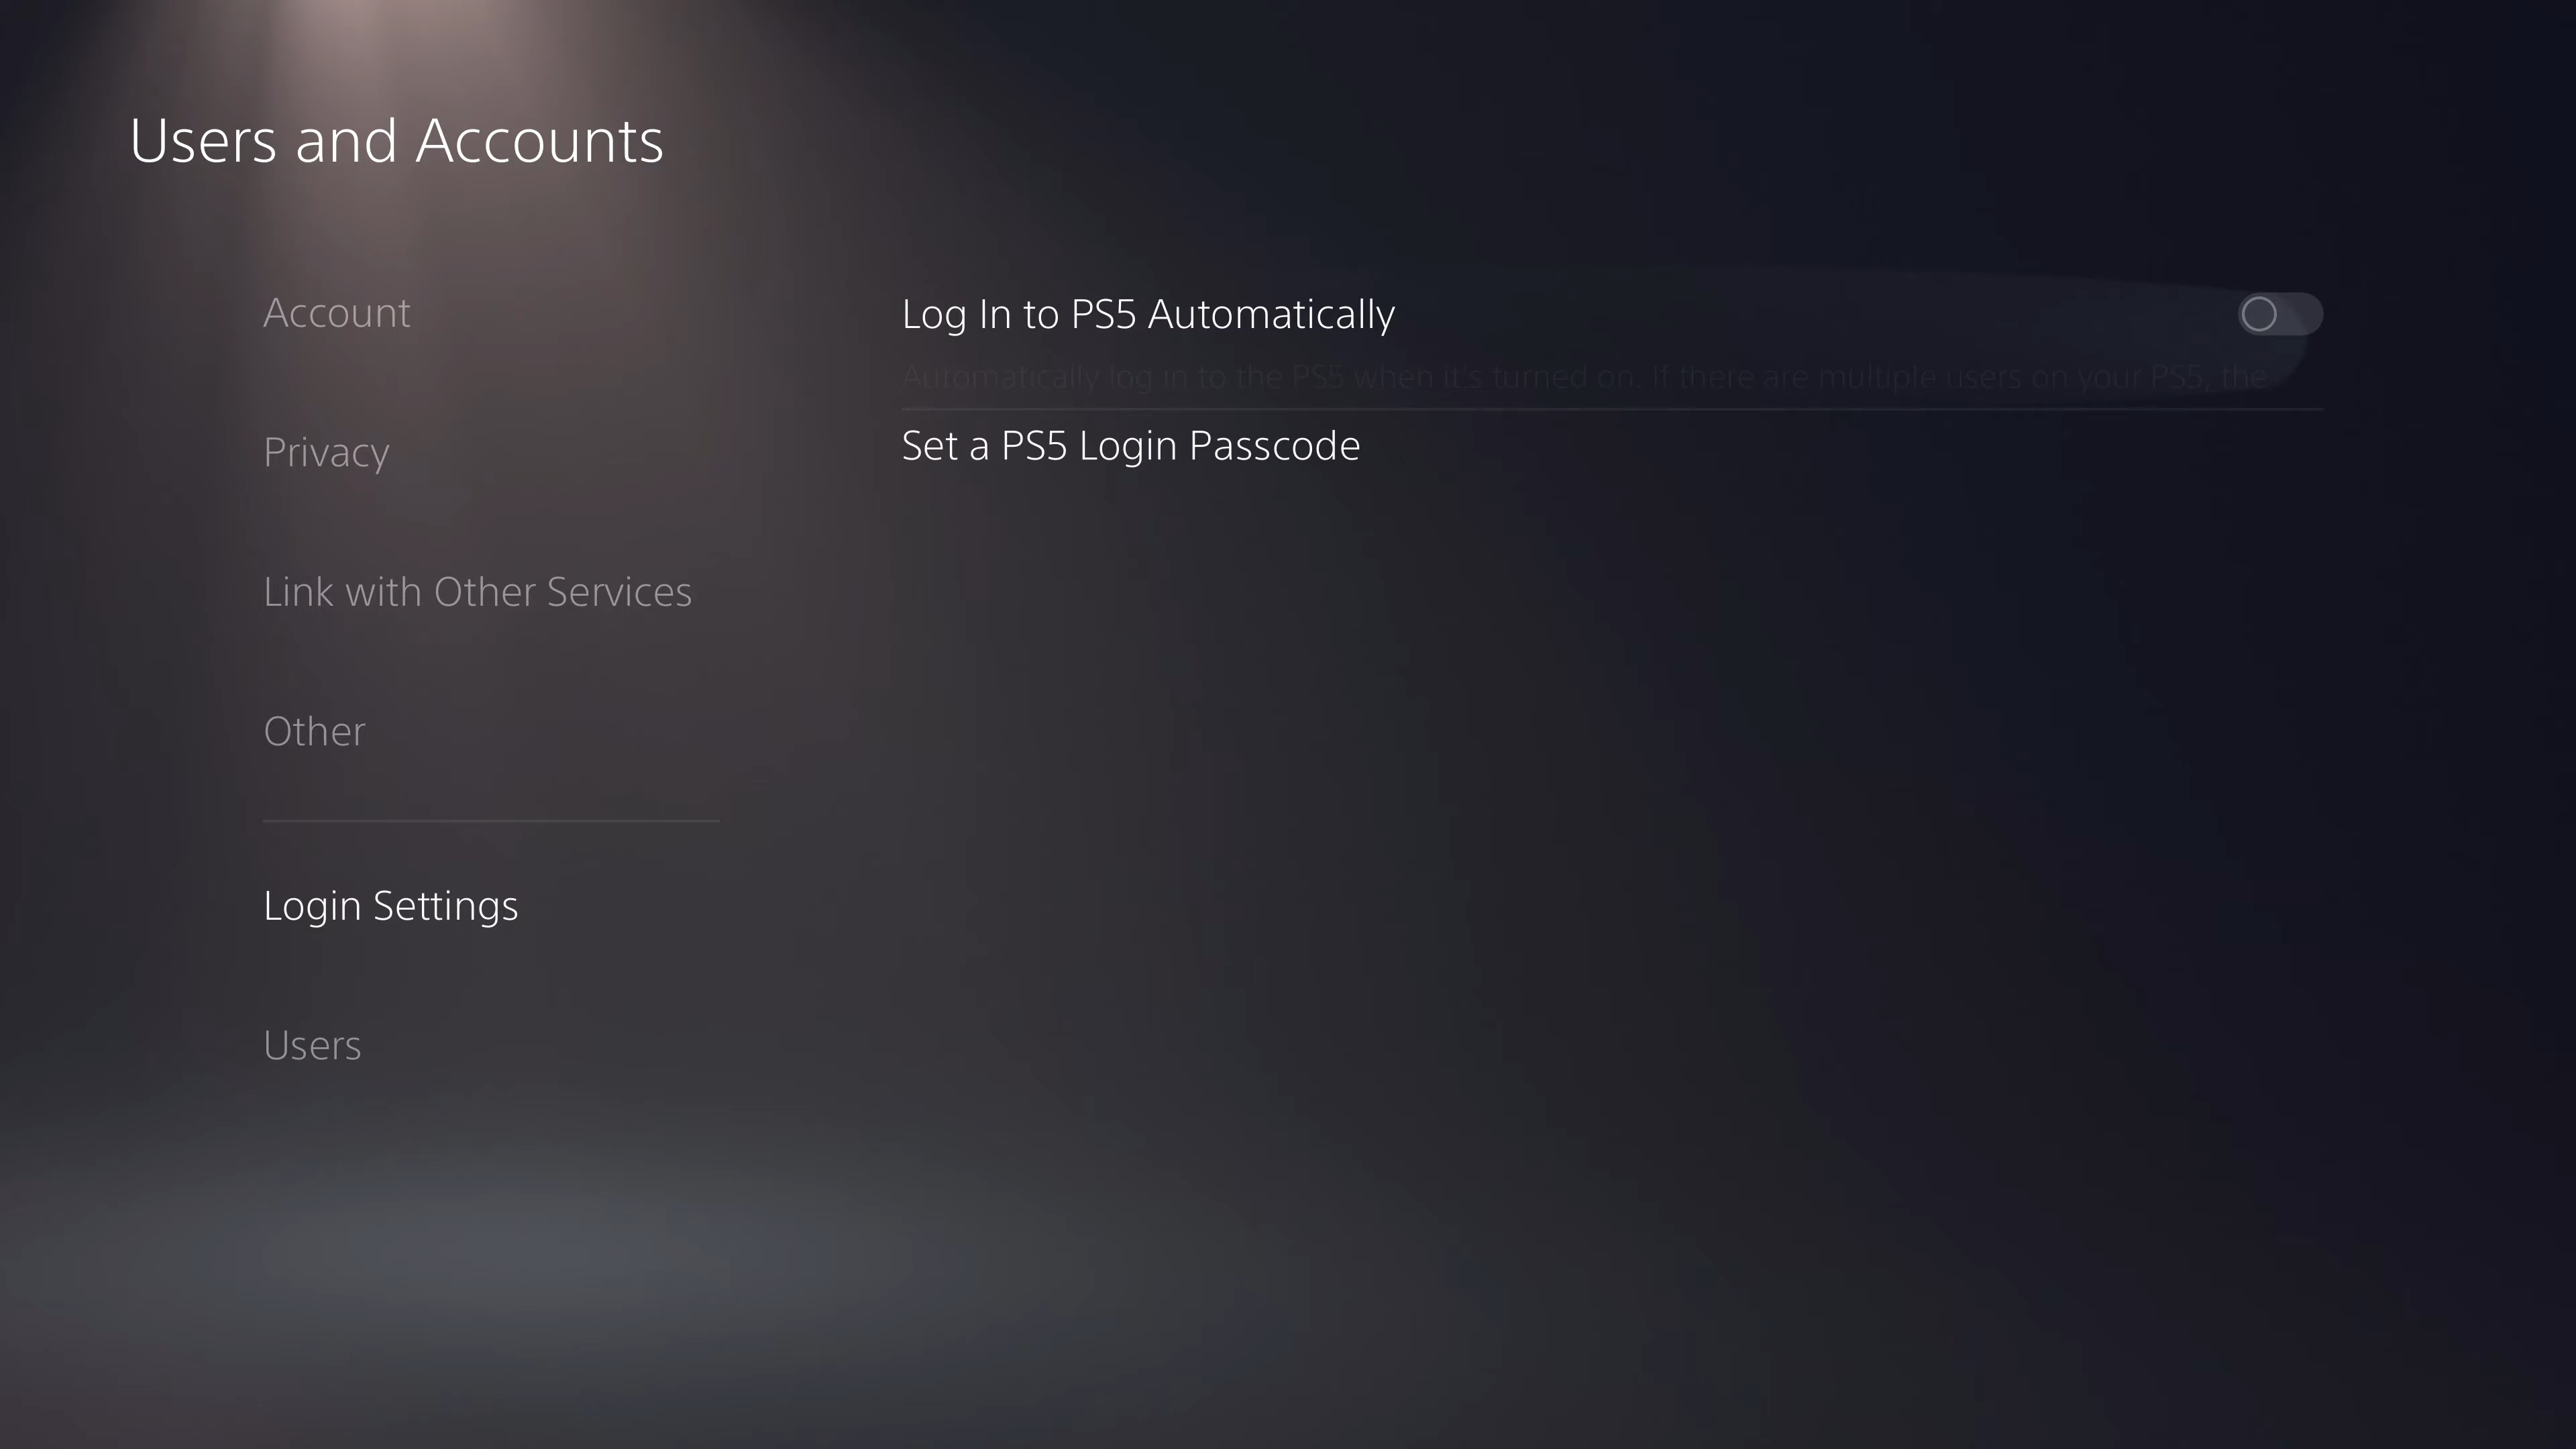 Users and Accounts
Account
Privacy
Link with Other Services
Other
Login Settings
Users
Log In to PS5 Automatically
Automatically log in to the PS5 when it's turned on. If there are multiple users on your PS5, the
Set a PS5 Login Passcode